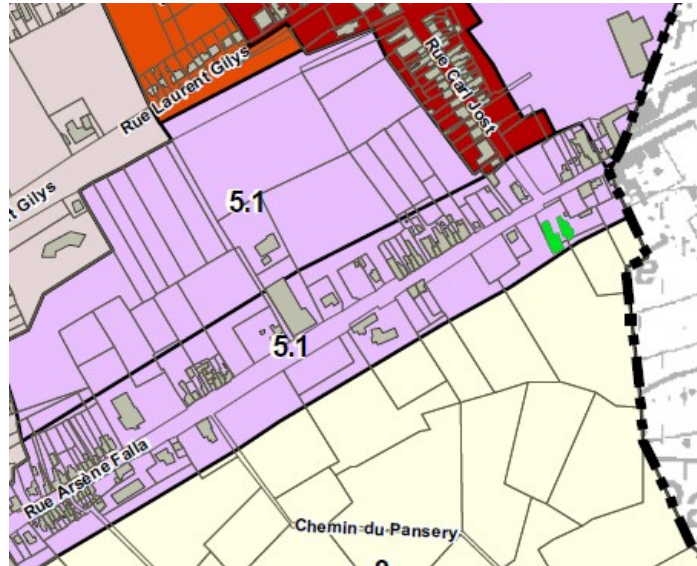 Rue Laurent Gilys
Rue Carl Jost
t Gilys
5.1
5.1
Rue Arsène Falla
Chemin du Pansery